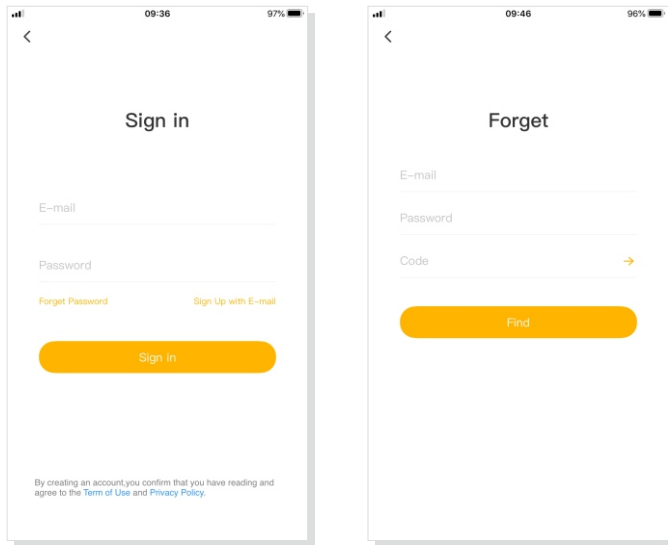 09:36
97%
Sign in
E-mail
Password
Forget Password
Sign Up with E-mail
Sign in
By creating an account,you confirm that you have reading and
agree to the Term of Use and Privacy Policy.
09:46
96%
Forget
E-mail
Password
Code
Find